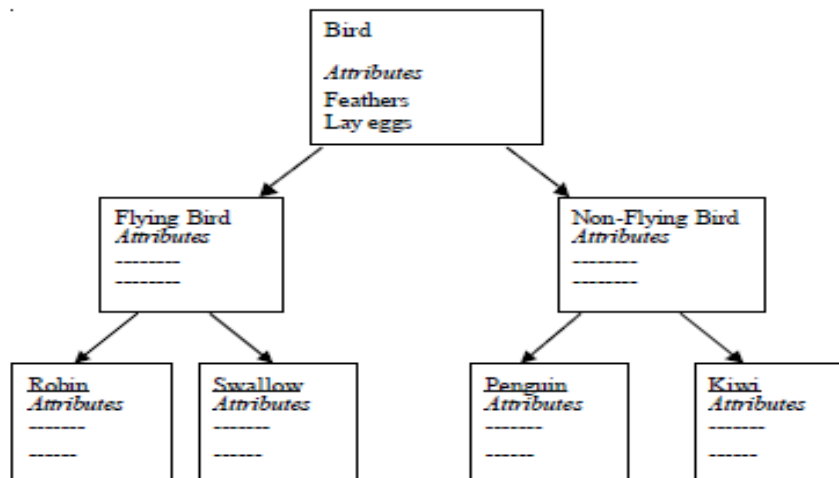 Bird
Attributes
Feathers
Lay eggs
Flying Bird
Attributes
--------
--------
Non-Flying Bird
Attributes
--------
--------
Robin
Attributes
-------
------
Swallow
Attributes
-------
------
Penguin
Attributes
-------
------
Kiwi
Attributes
-------
------